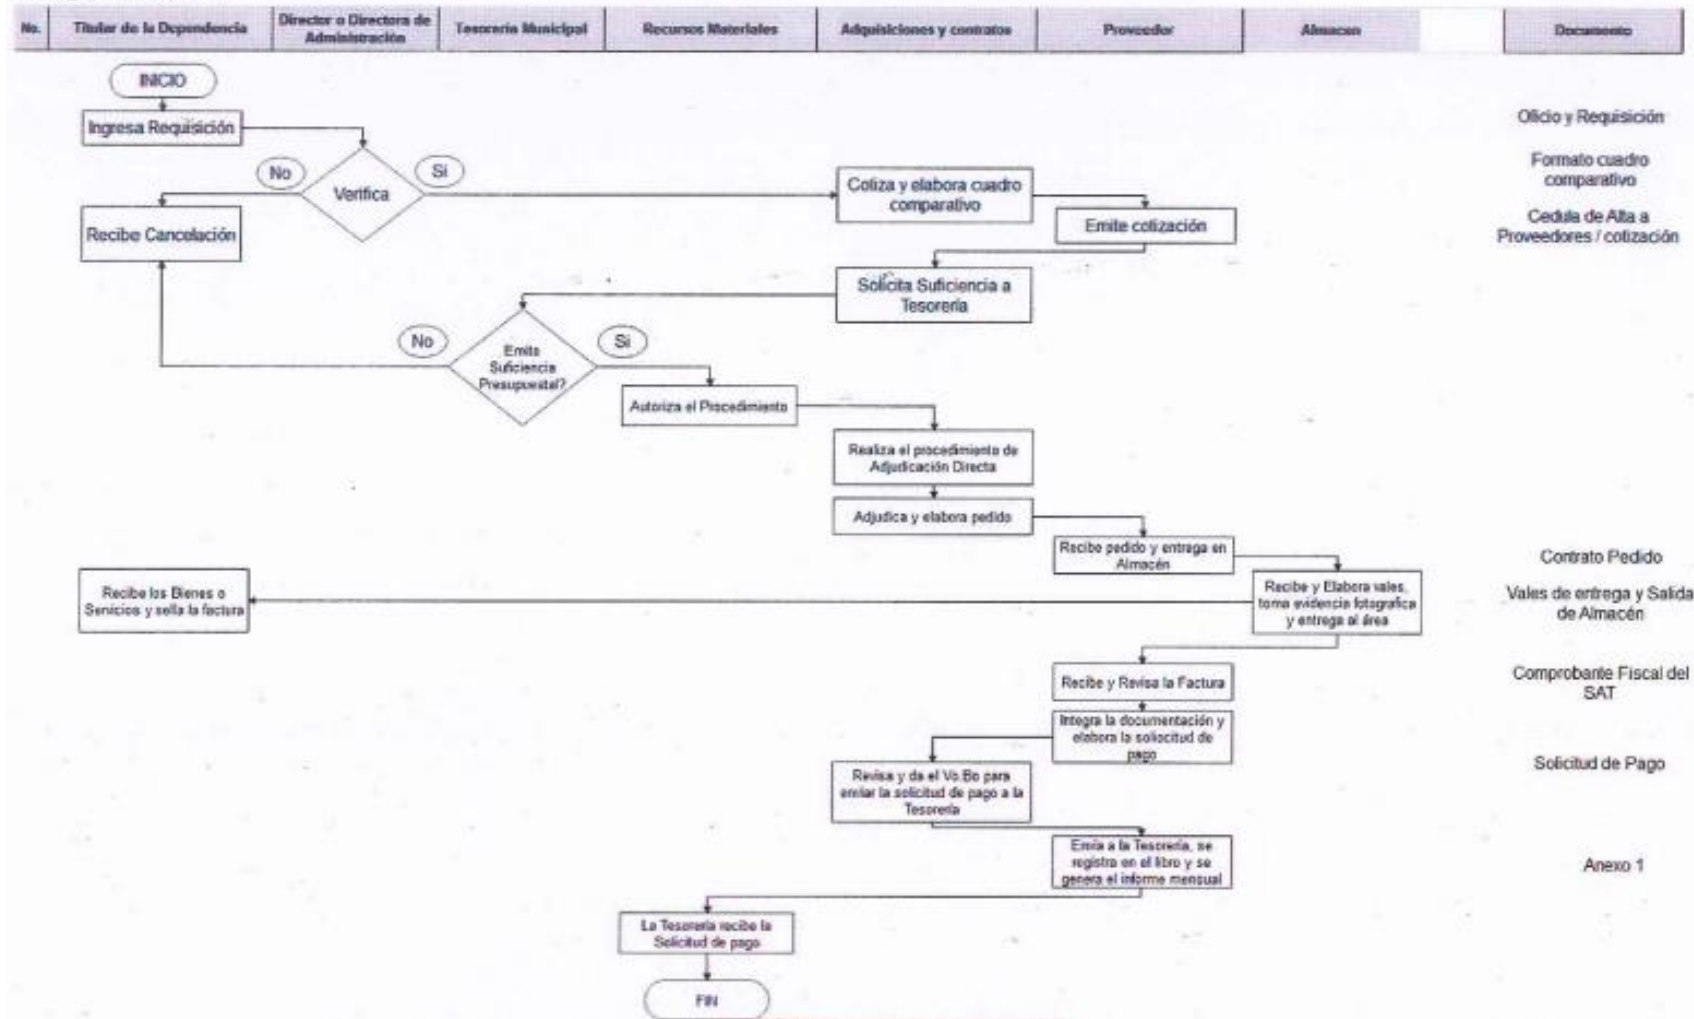 No.
Titular de la Dependencia
Director o Directora de
Administración
Tesorería Municipal
Recursos Materiales
Adquisiciones y contratos
Proveedor
Almacen
Documento
INICIO
Ingresa Requisición
Oficio y Requisición
No
Si
Verifica
Cotiza y elabora cuadro
comparativo
Formato cuadro
comparativo
Recibe Cancelación
Emite cotización
Cedula de Alta a
Proveedores / cotización
Solicita Suficiencia a
Tesorería
No
Si
Emite
Suficiencia
Presupuestal?
Autoriza el Procedimiento
Realiza el procedimiento de
Adjudicación Directa
Adjudica y elabora pedido
Recibe pedido y entrega en
Almacén
Contrato Pedido
Recibe los Bienes o
Servicios y sella la factura
Recibe y Elabora vales,
toma evidencia fotografica
y entrega al área
Vales de entrega y Salida
de Almacén
Recibe y Revisa la Factura
Comprobante Fiscal del
SAT
Integra la documentación y
elabora la soliocitud de
pago
Solicitud de Pago
Revisa y da el Vo.Bo para
enviar la solicitud de pago a la
Tesorería
Envia a la Tesorería, se
registra en el libro y se
genera el informe mensual
Anexo 1
La Tesoreria recibe la
Solicitud de pago
FIN